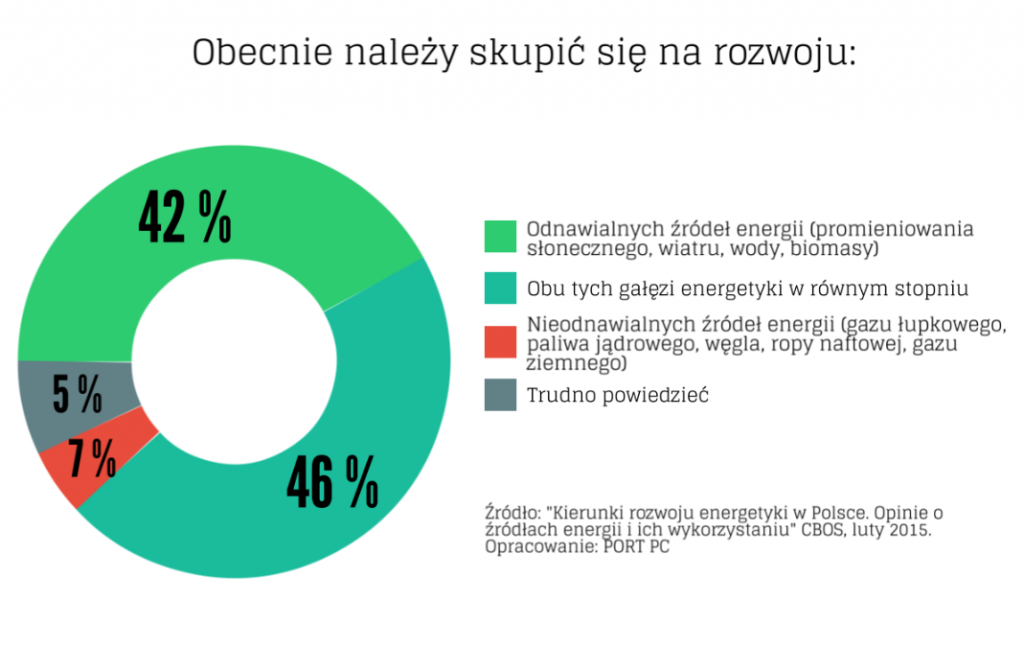 Obecnie należy skupić się na rozwoju:
42 %
5 %
7 %
46 %
Odnawialnych źródeł energii (promieniowania
słonecznego, wiatru, wody, biomasy)
Obu tych gałęzi energetyki w równym stopniu
Nieodnawialnych źródeł energii (gazu łupkowego,
paliwa jądrowego, węgla, ropy naftowej, gazu
ziemnego)
Trudno powiedzieć
Źródło: "Kierunki rozwoju energetyki w Polsce. Opinie o
źródłach energii i ich wykorzystaniu" CBOS, luty 2015.
Opracowanie: PORT PC